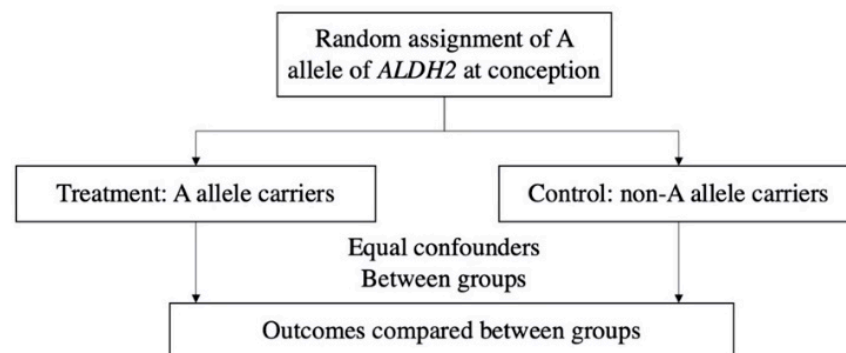 Random assignment of A
allele of ALDH2 at conception
Treatment: A allele carriers
Control: non-A allele carriers
Equal confounders
Between groups
Outcomes compared between groups